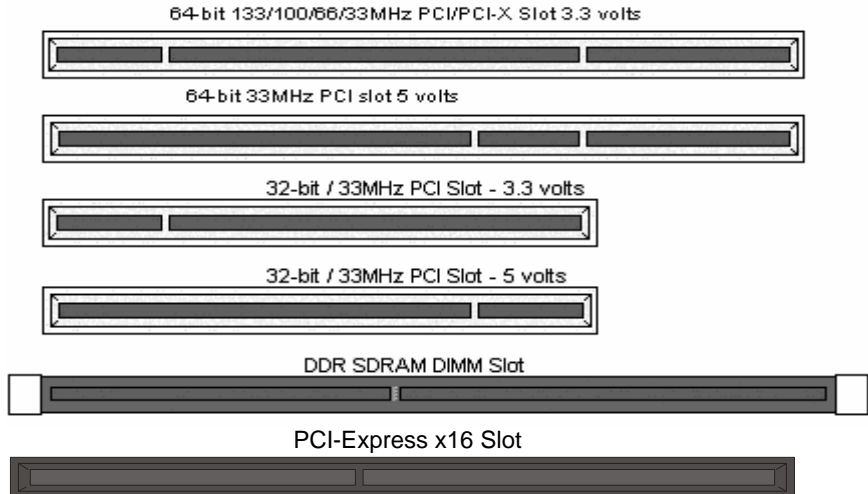 64-bit 133/100/66/33MHz PCI/PCI-X Slot 3.3 volts
64-bit 33MHz PCI slot 5 volts
32-bit / 33MHz PCI Slot - 3.3 volts
32-bit / 33MHz PCI Slot - 5 volts
DDR SDRAM DIMM Slot
PCI-Express x16 Slot